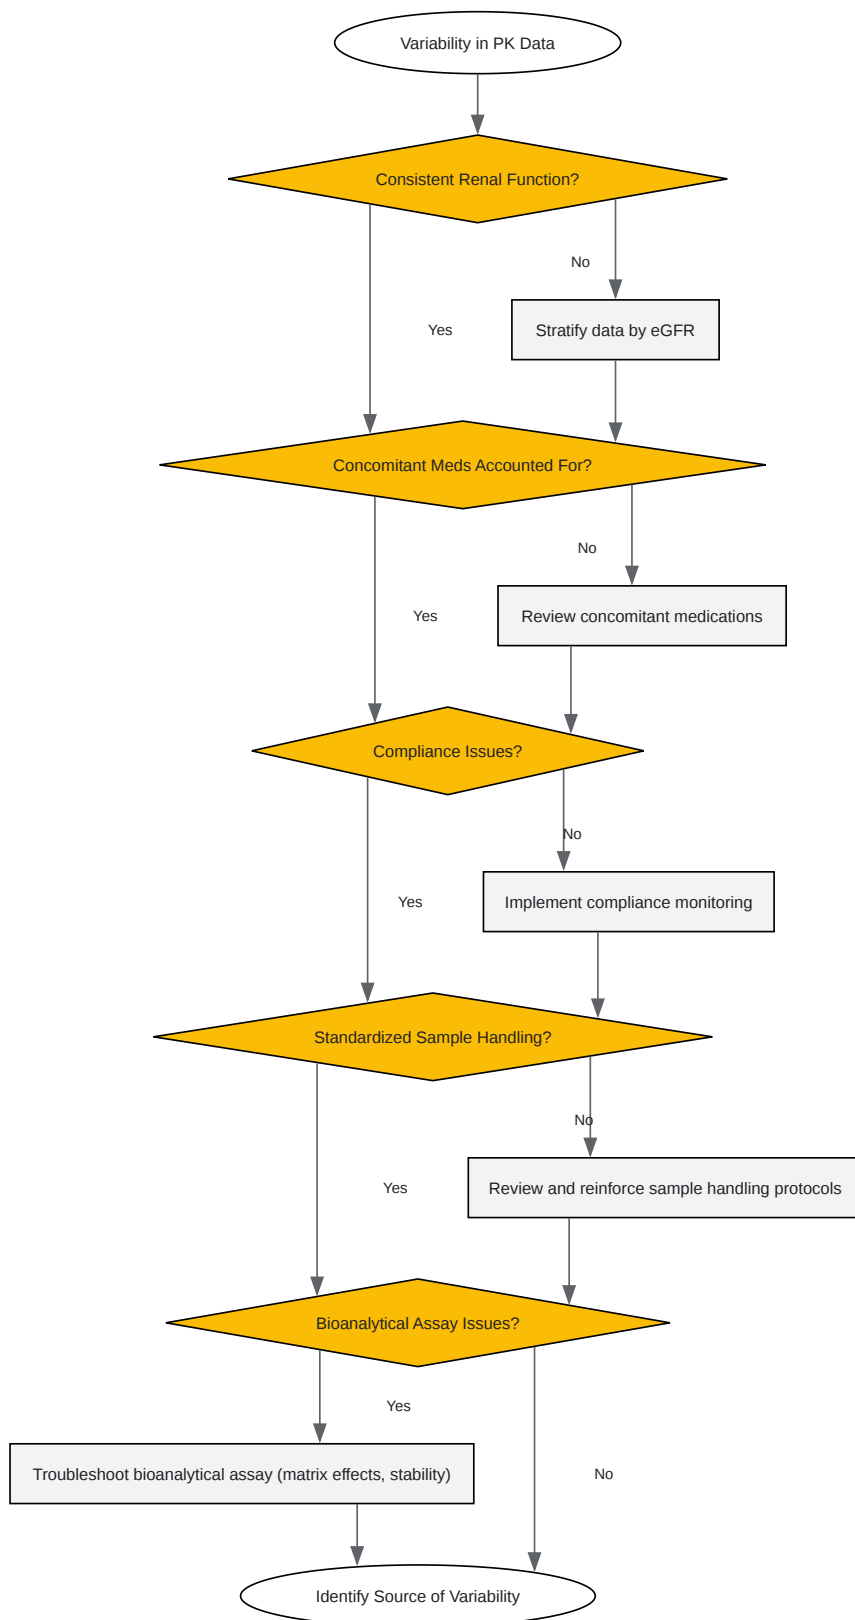 Variability in PK Data
Consistent Renal Function?
No
Yes
Stratify data by eGFR
Concomitant Meds Accounted For?
No
Yes
Review concomitant medications
Compliance Issues?
No
Yes
Implement compliance monitoring
Standardized Sample Handling?
No
Yes
Review and reinforce sample handling protocols
Bioanalytical Assay Issues?
Yes
No
Troubleshoot bioanalytical assay (matrix effects, stability)
Identify Source of Variability